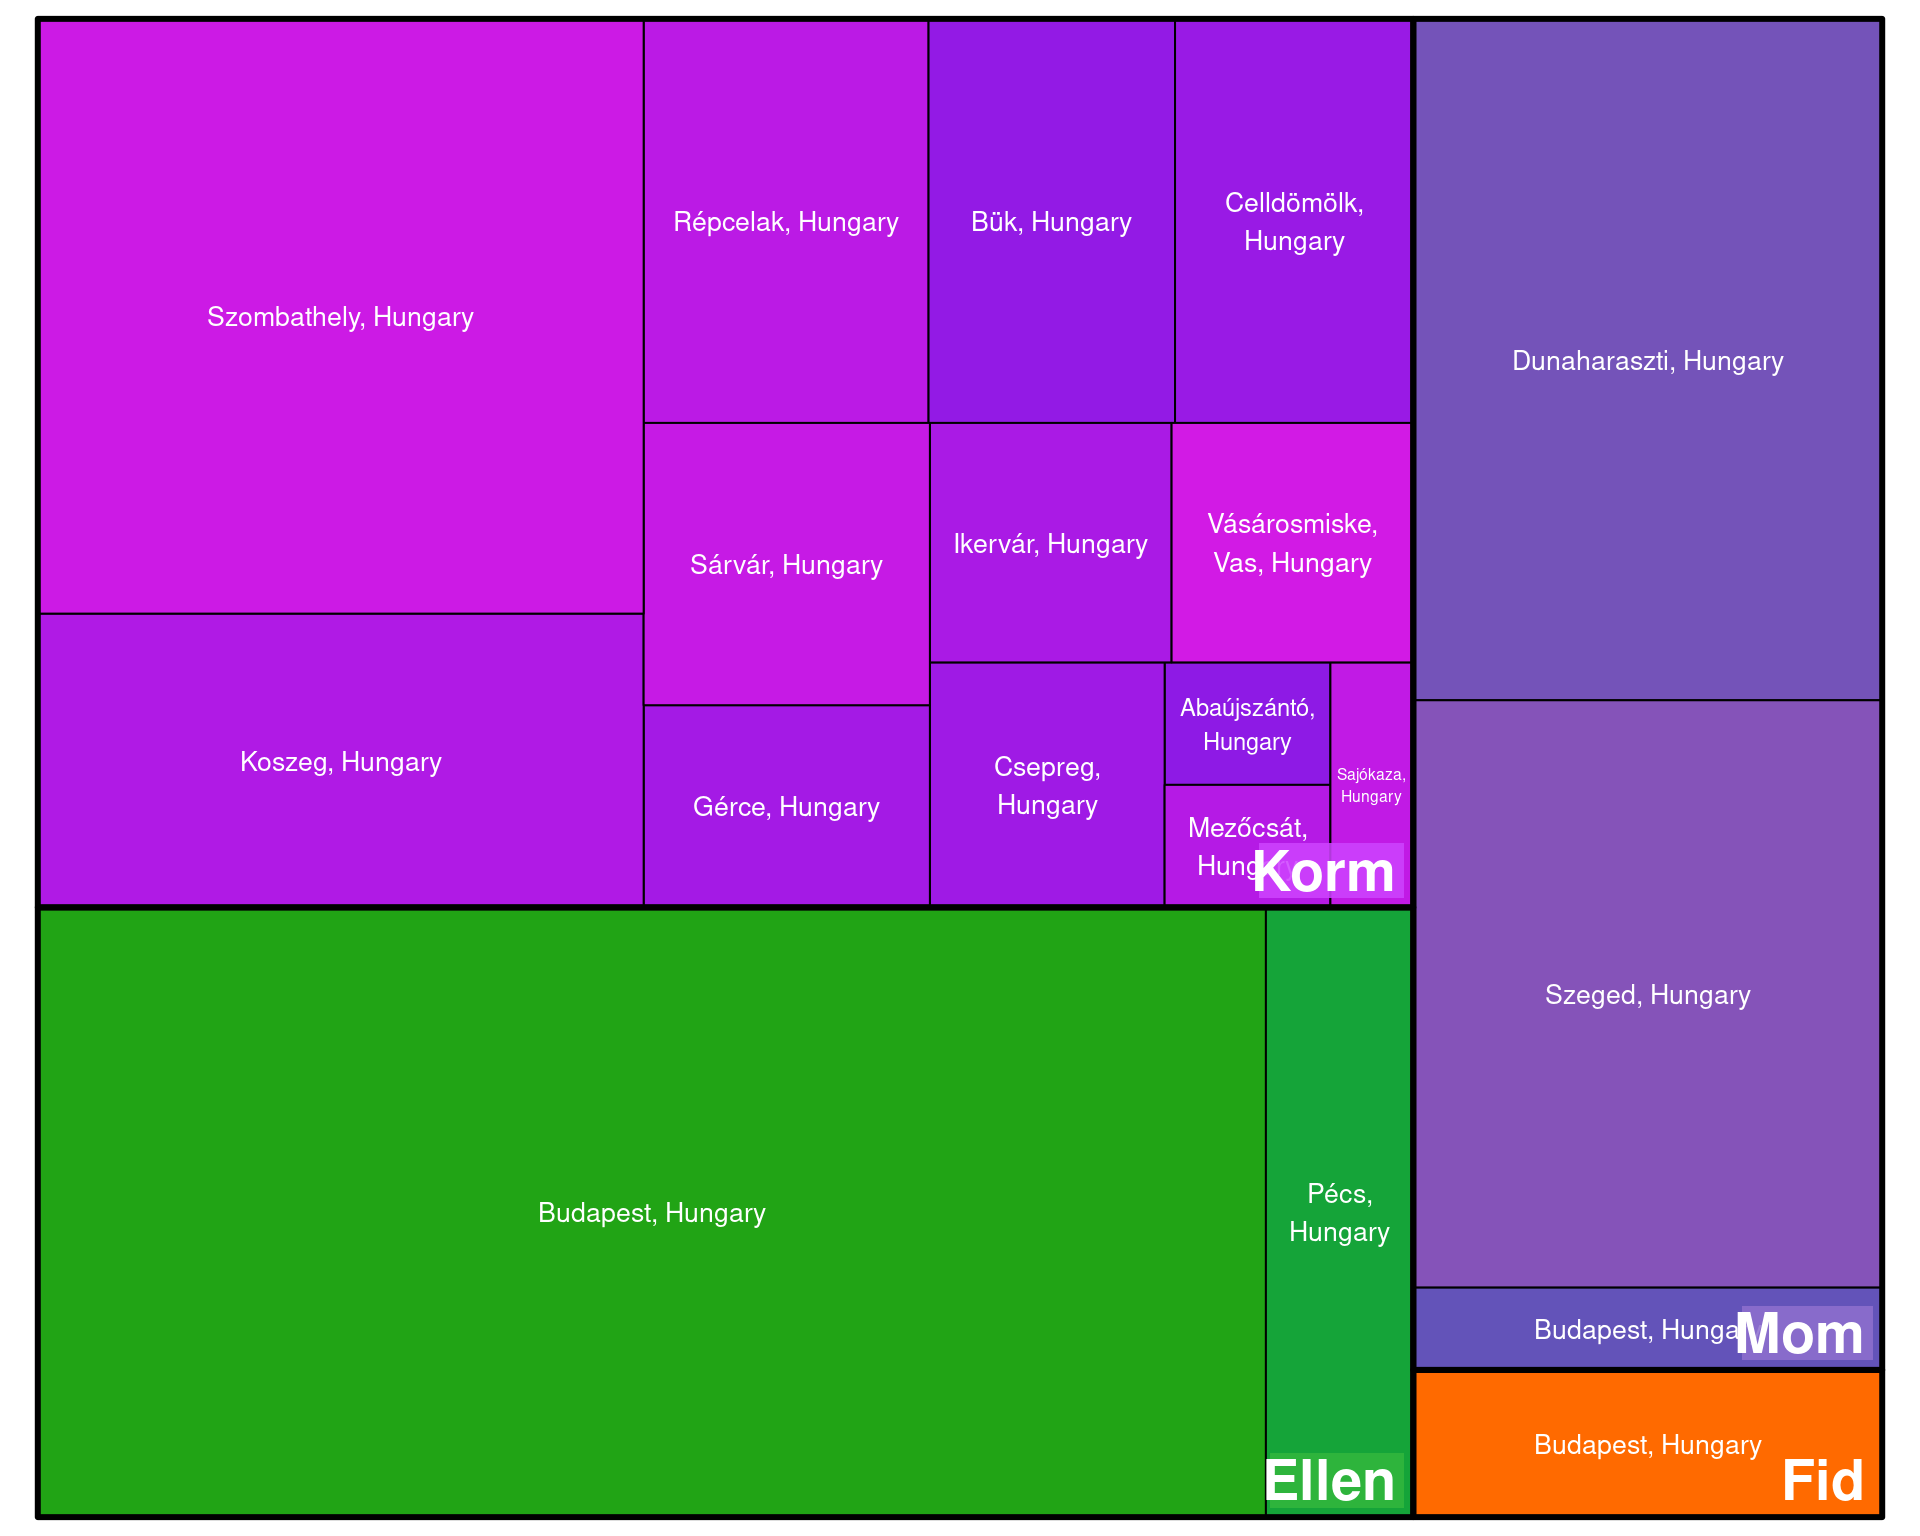 Szombathely, Hungary
Répcelak, Hungary
Bük, Hungary
Celldömölk,
Hungary
Sárvár, Hungary
Ikervár, Hungary
Vásárosmiske,
Vas, Hungary
Koszeg, Hungary
Gérce, Hungary
Csepreg,
Hungary
Abaújszántó,
Hungary
Mezőcsát,
Hung
Sajókaza,
Hungary
Korm
Budapest, Hungary
Pécs,
Hungary
Ellen
Dunaharaszti, Hungary
Szeged, Hungary
Budapest, Hunga
Mom
Budapest, Hungary
Fid